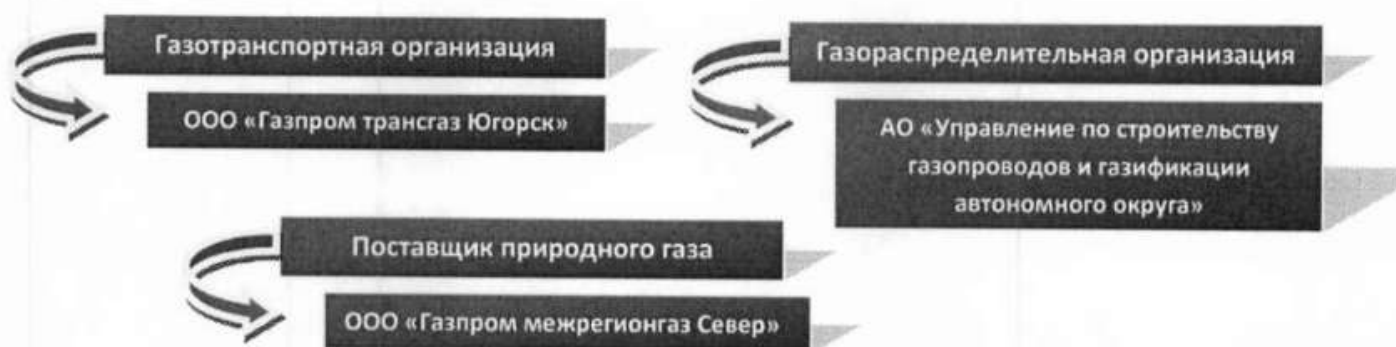 Газотранспортная организация
ООО «Газпром трансгаз Югорск»
Газораспределительная организация
АО «Управление по строительству
газопроводов и газификации
автономного округа»
Поставщик природного газа
ООО «Газпром межрегионгаз Север»